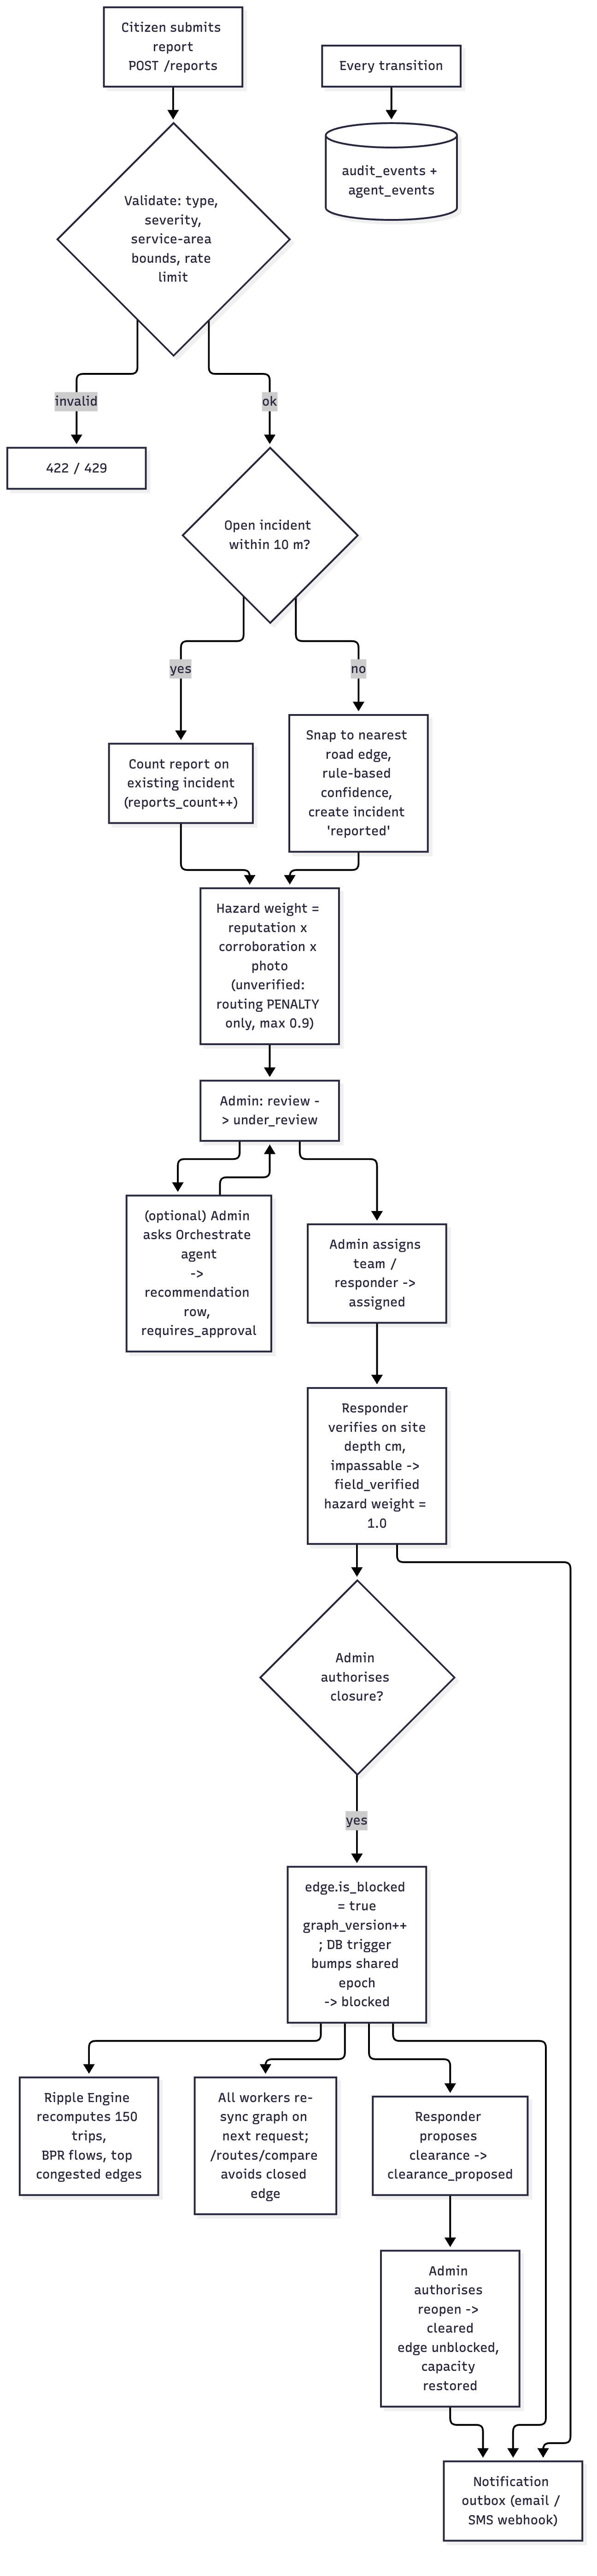 Citizen submits
report
POST /reports
Every transition
audit_events +
agent_events
Validate: type,
severity,
service-area
bounds, rate
limit
invalid
ok
422 / 429
Open incident
within 10 m?
yes
no
Count report on
existing incident
(reports_count++)
Snap to nearest
road edge,
rule-based
confidence,
create incident
'reported'
Hazard weight =
reputation x
corroboration x
photo
(unverified:
routing PENALTY
only, max 0.9)
Admin: review -
> under_review
(optional) Admin
asks Orchestrate
agent
->
recommendation
row,
requires_approval
Admin assigns
team /
responder ->
assigned
Responder
verifies on site
depth cm,
impassable ->
field_verified
hazard weight =
1.0
Admin
authorises
closure?
yes
edge.is_blocked
= true
graph_version++
; DB trigger
bumps shared
epoch
-> blocked
Ripple Engine
recomputes 150
trips,
BPR flows, top
congested edges
All workers re-
sync graph on
next request;
/routes/compare
avoids closed
edge
Responder
proposes
clearance ->
clearance_proposed
Admin
authorises
reopen ->
cleared
edge unblocked,
capacity
restored
Notification
outbox (email /
SMS webhook)